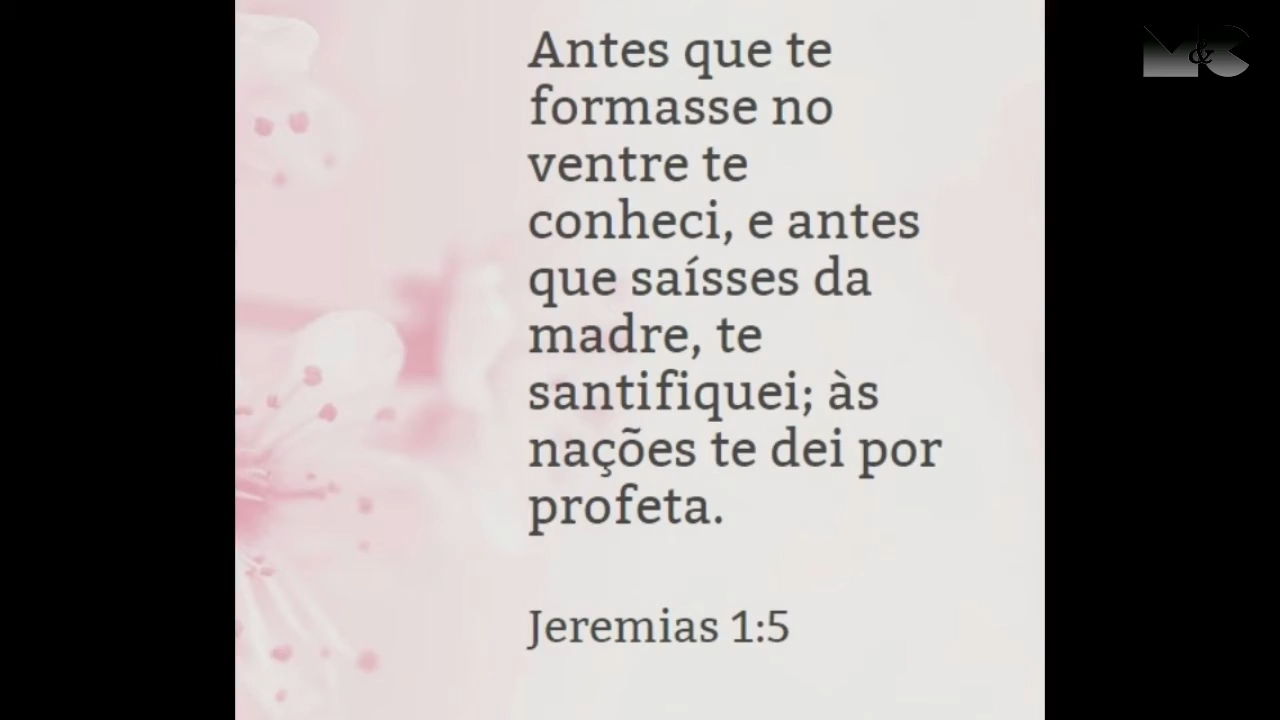 Antes que te
formasse no
ventre te
conheci, e antes
que saísses da
madre, te
santifiquei; às
nações te dei por
profeta.
Jeremias 1:5
M&C